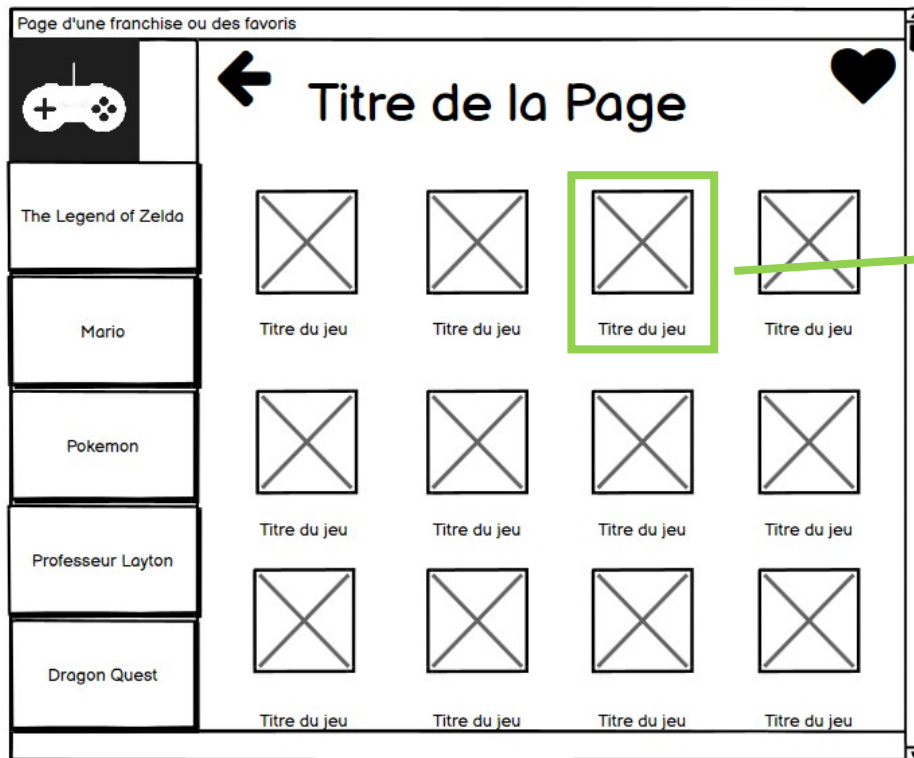 Page d'une franchise ou des favoris
Titre de la Page
The Legend of Zelda
Mario
Pokemon
Professeur Layton
Dragon Quest
Titre du jeu
Titre du jeu
Titre du jeu
Titre du jeu
Titre du jeu
Titre du jeu
Titre du jeu
Titre du jeu
Titre du jeu
Titre du jeu
Titre du jeu
Titre du jeu